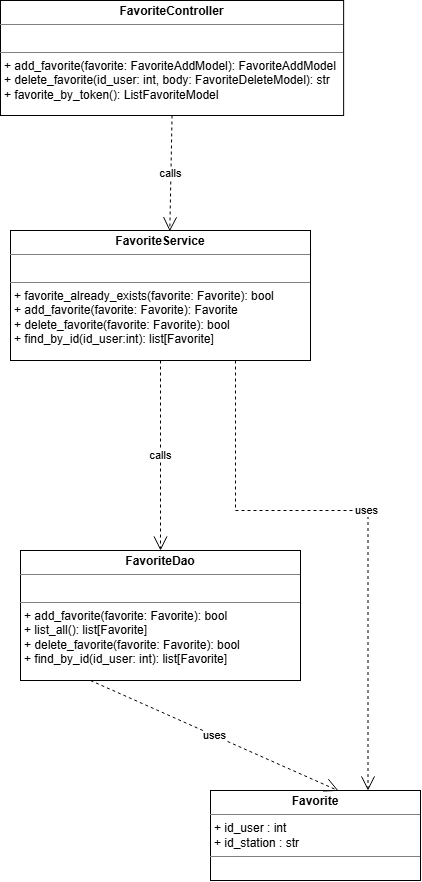 FavoriteController
+ add_favorite(favorite: FavoriteAddModel): FavoriteAddModel
+ delete_favorite(id_user: int, body: FavoriteDeleteModel): str
+ favorite_by_token(): ListFavoriteModel
calls
FavoriteService
+ favorite_already_exists(favorite: Favorite): bool
+ add_favorite(favorite: Favorite): Favorite
+ delete_favorite(favorite: Favorite): bool
+ find_by_id(id_user:int): list[Favorite]
calls
uses
FavoriteDao
+ add_favorite(favorite: Favorite): bool
+ list_all(): list[Favorite]
+ delete_favorite(favorite: Favorite): bool
+ find_by_id(id_user: int): list[Favorite]
uses
Favorite
+ id_user : int
+ id_station : str